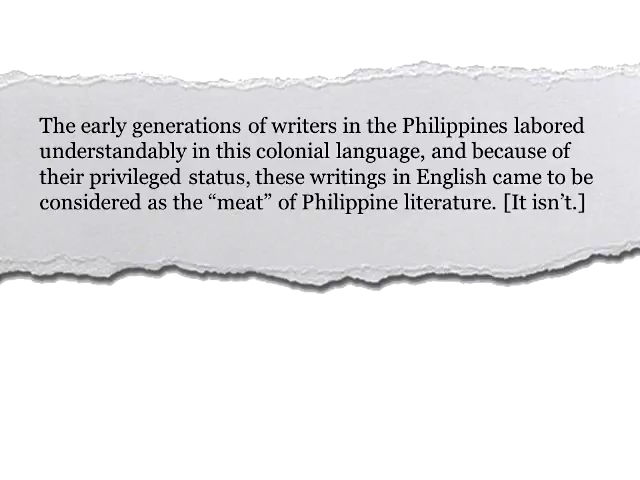 The early generations of writers in the Philippines labored
understandably in this colonial language, and because of
their privileged status, these writings in English came to be
considered as the “meat” of Philippine literature. [It isn’t.]